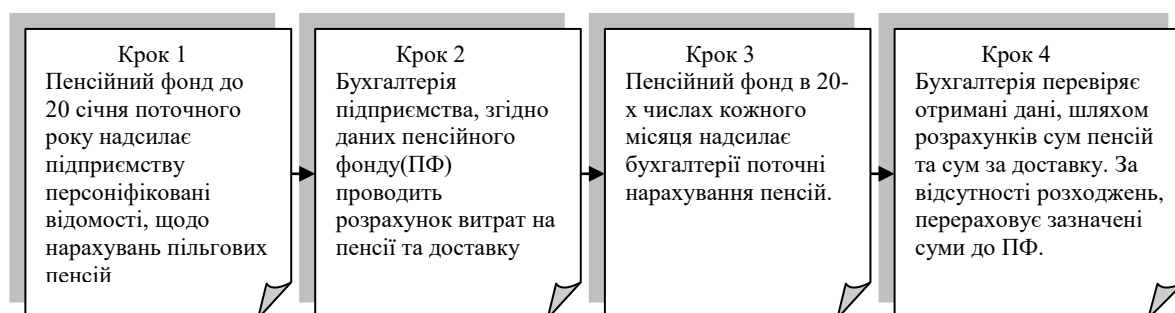 Крок 1
Пенсійний фонд до
20 січня поточного
року надсилає
підприємству
персоніфіковані
відомості, щодо
нарахувань пільгових
пенсій
Крок 2
Бухгалтерія
підприємства, згідно
даних пенсійного
фонду(ПФ)
проводить
розрахунок витрат на
пенсії та доставку
Крок 3
Пенсійний фонд в 20-
х числах кожного
місяця надсилає
бухгалтерії поточні
нарахування пенсій.
Крок 4
Бухгалтерія перевіряє
отримані дані, шляхом
розрахунків сум пенсій
та сум за доставку. За
відсутності розходжень,
перераховує зазначені
суми до ПФ.